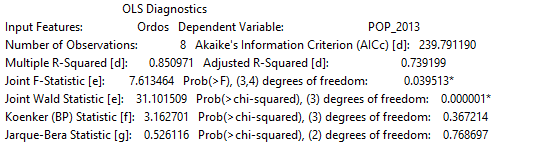 OLS Diagnostics
Input Features: Ordos Dependent Variable: POP_2013
Number of Observations: 8 Akaike's Information Criterion (AICc) [d]: 239.791190
Multiple R-Squared [d]: 0.850971 Adjusted R-Squared [d]: 0.739199
Joint F-Statistic [e]: 7.613464 Prob(>F), (3,4) degrees of freedom: 0.039513*
Joint Wald Statistic [e]: 31.101509 Prob(>chi-squared), (3) degrees of freedom: 0.000001*
Koenker (BP) Statistic [f]: 3.162701 Prob(>chi-squared), (3) degrees of freedom: 0.367214
Jarque-Bera Statistic [g]: 0.526116 Prob(>chi-squared), (2) degrees of freedom: 0.768697